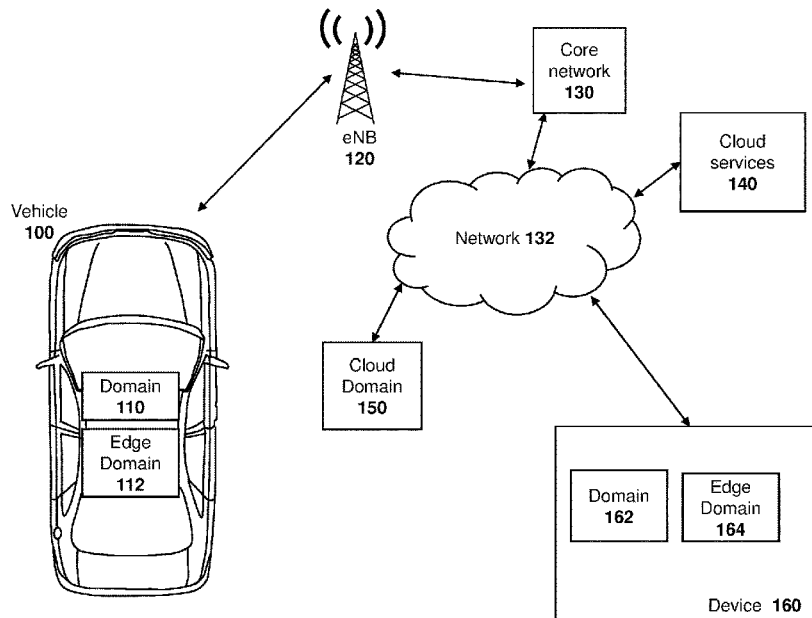 eNB
120
Core
network
130
Cloud
services
140
Vehicle
100
Network 132
Domain
110
Edge
Domain
112
Cloud
Domain
150
Domain
162
Edge
Domain
164
Device 160